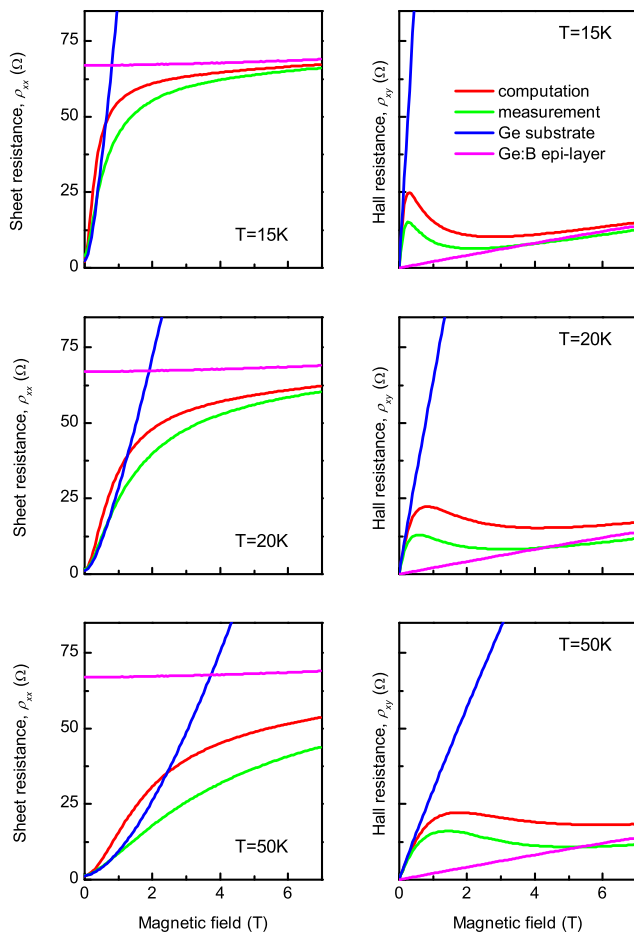 Sheet resistance, ρxx (Ω)
75
50
25
0
T=15K
Hall resistance, ρxy (Ω)
T=15K
computation
measurement
Ge substrate
Ge:B epi-layer
Sheet resistance, ρxx (Ω)
75
50
25
0
T=20K
Hall resistance, ρxy (Ω)
T=20K
Sheet resistance, ρxx (Ω)
75
50
25
0
T=50K
0 2 4 6
Magnetic field (T)
Hall resistance, ρxy (Ω)
T=50K
0 2 4 6
Magnetic field (T)